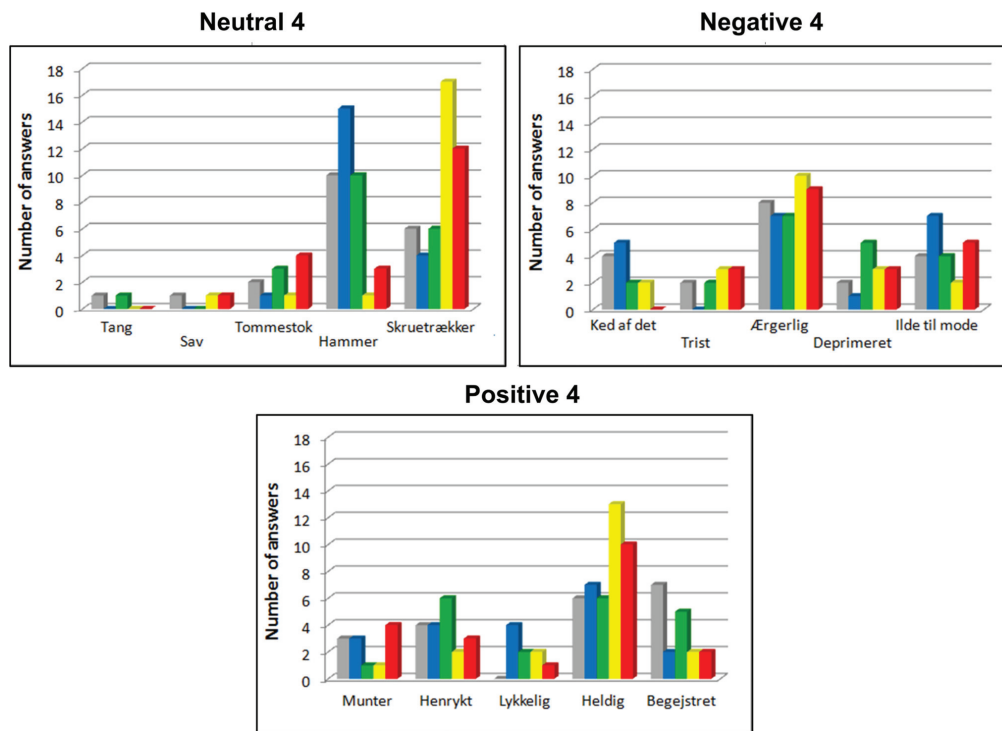 Neutral 4
Number of answers
18
16
14
12
10
8
6
4
2
0
Tang
Sav
Tommestok
Hammer
Skruetrækker
Negative 4
Number of answers
18
16
14
12
10
8
6
4
2
0
Ked af det
Trist
Ærgerlig
Deprimeret
Ilde til mode
Positive 4
Number of answers
18
16
14
12
10
8
6
4
2
0
Munter
Henrykt
Lykkelig
Heldig
Begejstret